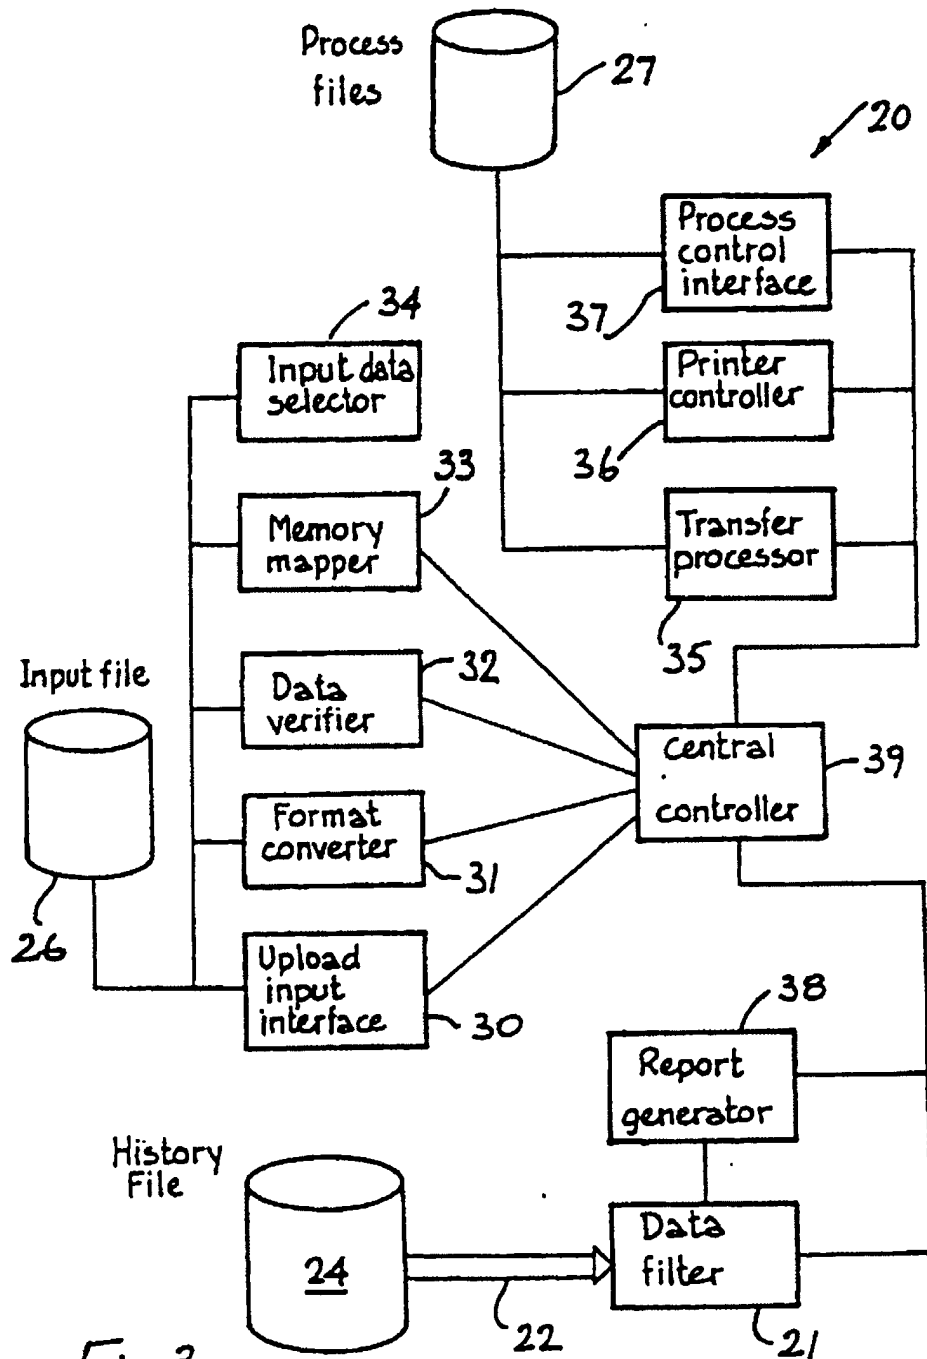 Process
files
27
20
Process
control
interface
37
34
Input data
selector
Printer
controller
36
33
Memory
mapper
Transfer
processor
35
Input file
32
Data
verifier
Central
controller
39
Format
converter
31
26
Upload
input
interface
30
38
Report
generator
History
File
24
Data
filter
22
21